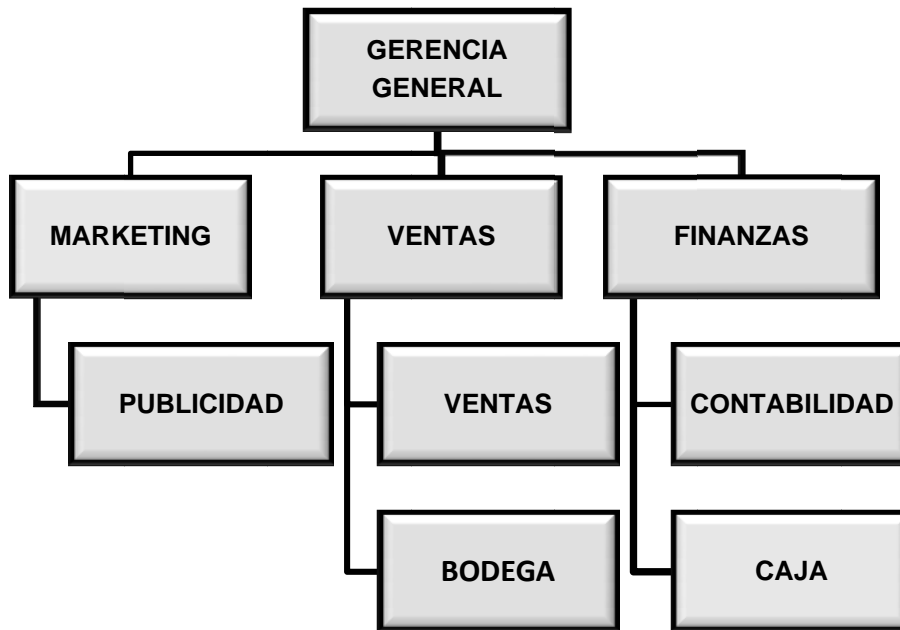 GERENCIA
GENERAL
MARKETING
VENTAS
FINANZAS
PUBLICIDAD
VENTAS
CONTABILIDAD
BODEGA
CAJA